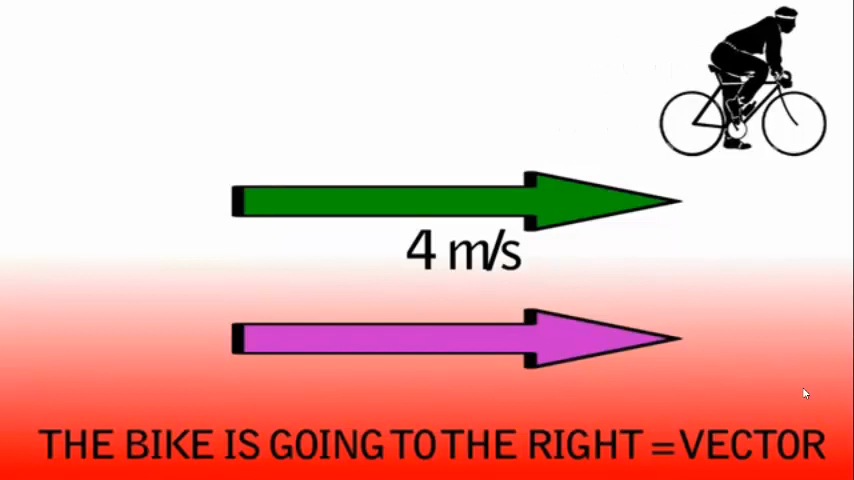 4 m/s
THE BIKE IS GOING TO THE RIGHT = VECTOR